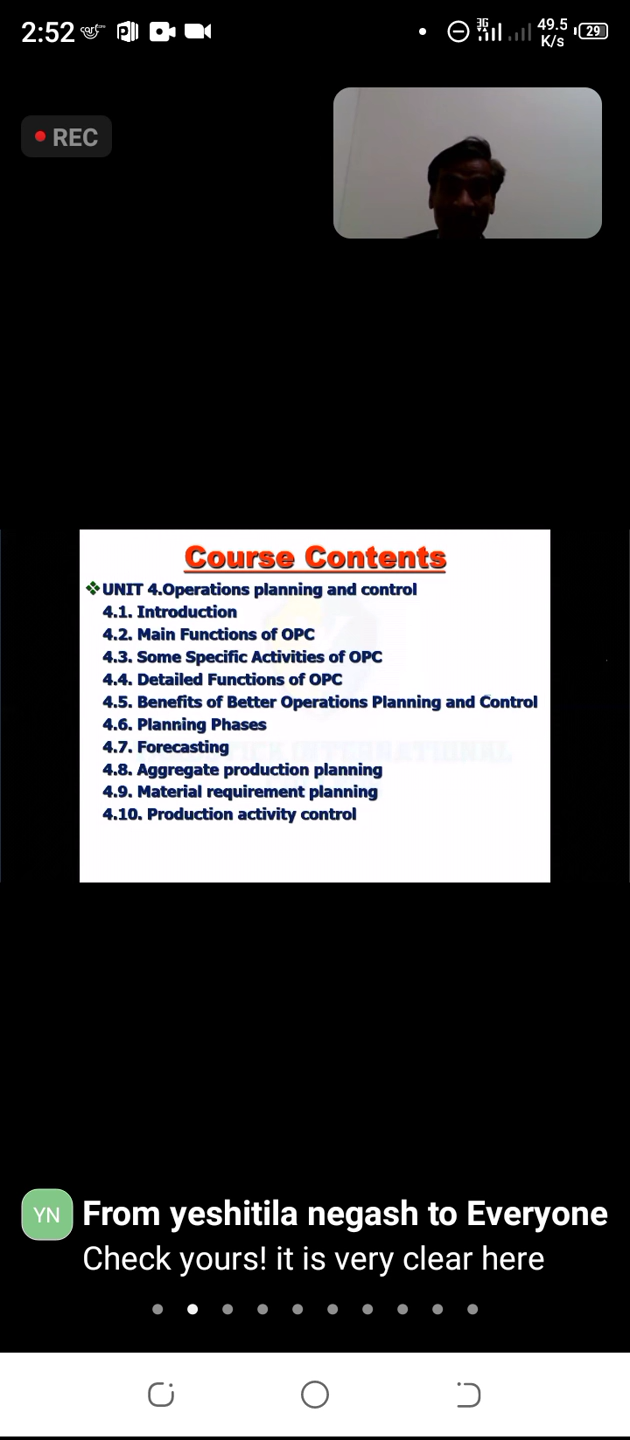 2:52
49.5
K/s
29
3G
REC
Course Contents
❖UNIT 4.Operations planning and control
4.1. Introduction
4.2. Main Functions of OPC
4.3. Some Specific Activities of OPC
4.4. Detailed Functions of OPC
4.5. Benefits of Better Operations Planning and Control
4.6. Planning Phases
4.7. Forecasting
4.8. Aggregate production planning
4.9. Material requirement planning
4.10. Production activity control
INTERNATIONAL
YN
From yeshitila negash to Everyone
Check yours! it is very clear here